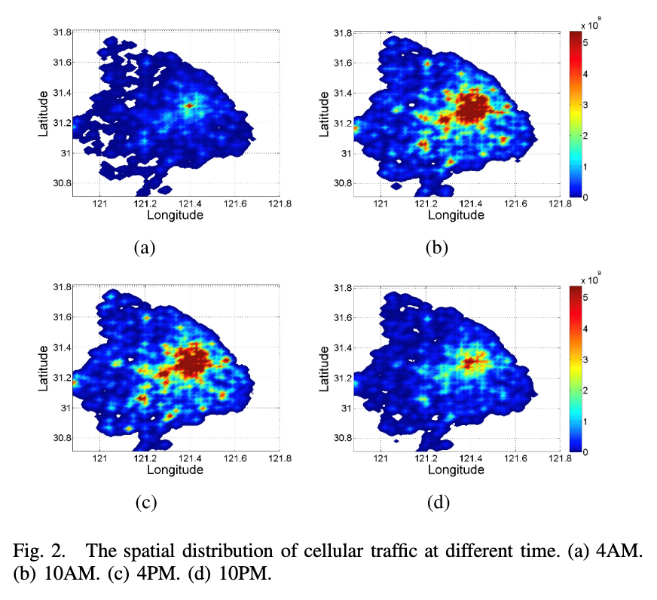 31.8
31.6
31.4
31.2
31
30.8
Latitude
121 121.2 121.4 121.6 121.8
Longitude
(a)
31.8
31.6
31.4
31.2
31
30.8
Latitude
121 121.2 121.4 121.6 121.8
Longitude
x 10⁹
5
4
3
2
1
0
(b)
31.8
31.6
31.4
31.2
31
30.8
Latitude
121 121.2 121.4 121.6 121.8
Longitude
(c)
31.8
31.6
31.4
31.2
31
30.8
Latitude
121 121.2 121.4 121.6 121.8
Longitude
x 10⁹
5
4
3
2
1
0
(d)
Fig. 2. The spatial distribution of cellular traffic at different time. (a) 4AM.
(b) 10AM. (c) 4PM. (d) 10PM.